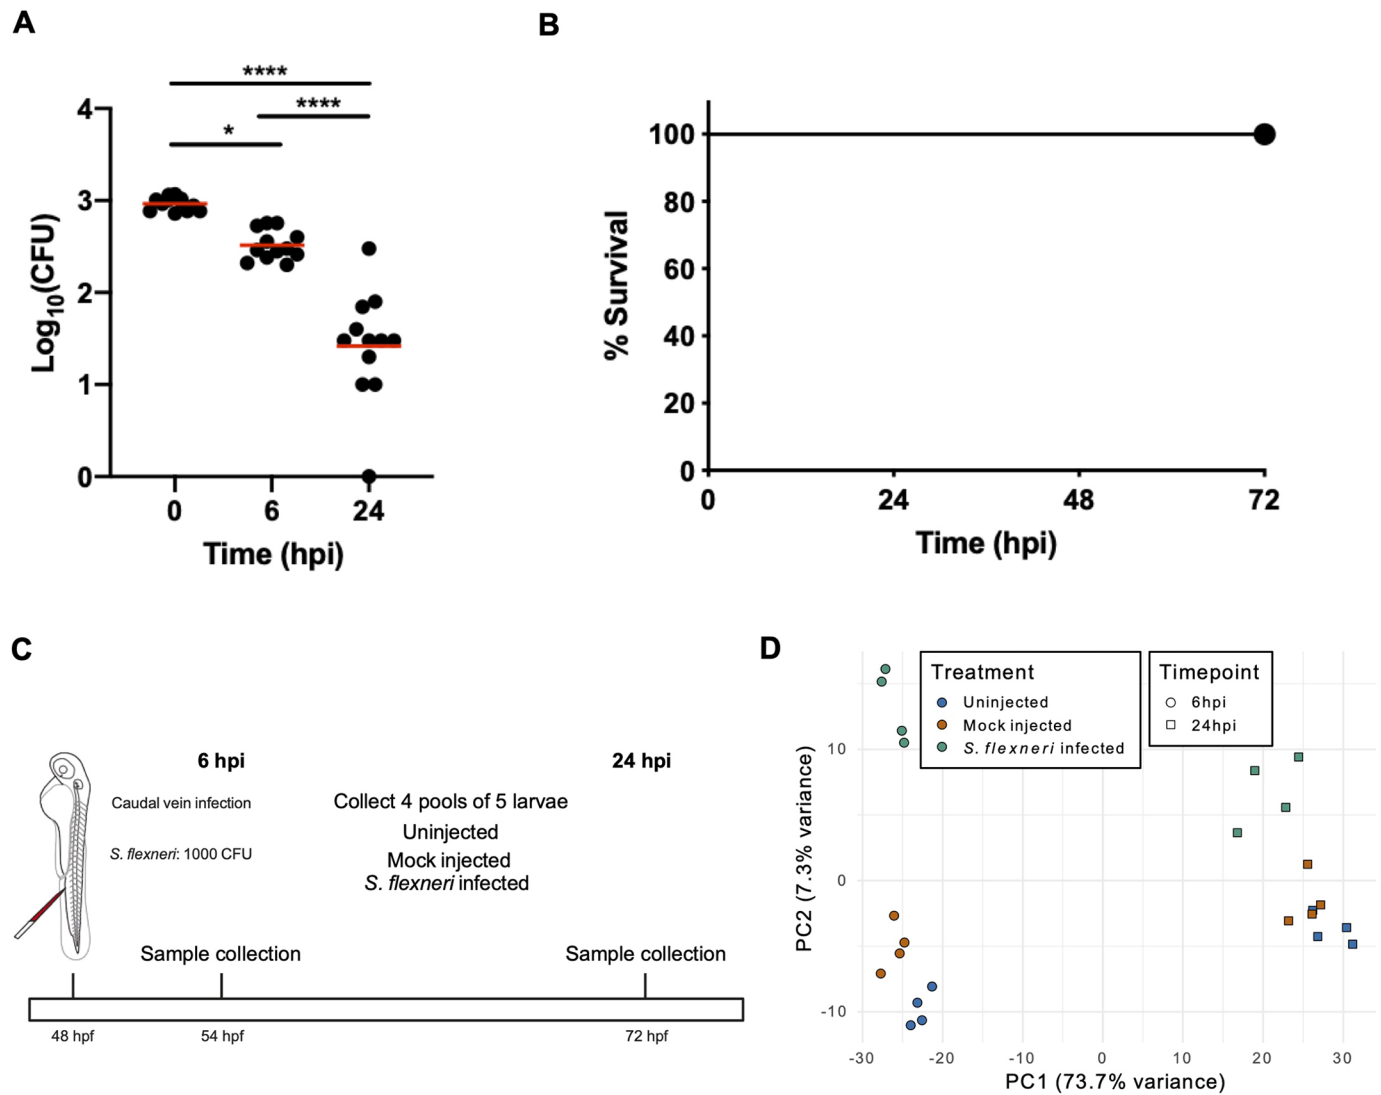 A
****
****
*
4
3
2
1
0
Log10(CFU)
0 6 24
Time (hpi)
B
100
80
60
40
20
0
% Survival
0 24 48 72
Time (hpi)
C
6 hpi
24 hpi
Caudal vein infection
S. flexneri: 1000 CFU
Collect 4 pools of 5 larvae
Uninjected
Mock injected
S. flexneri infected
Sample collection
Sample collection
48 hpf
54 hpf
72 hpf
D
Treatment
Uninjected
Mock injected
S. flexneri infected
Timepoint
6hpi
24hpi
10
0
-10
PC2 (7.3% variance)
-30 -20 -10 0 10 20 30
PC1 (73.7% variance)